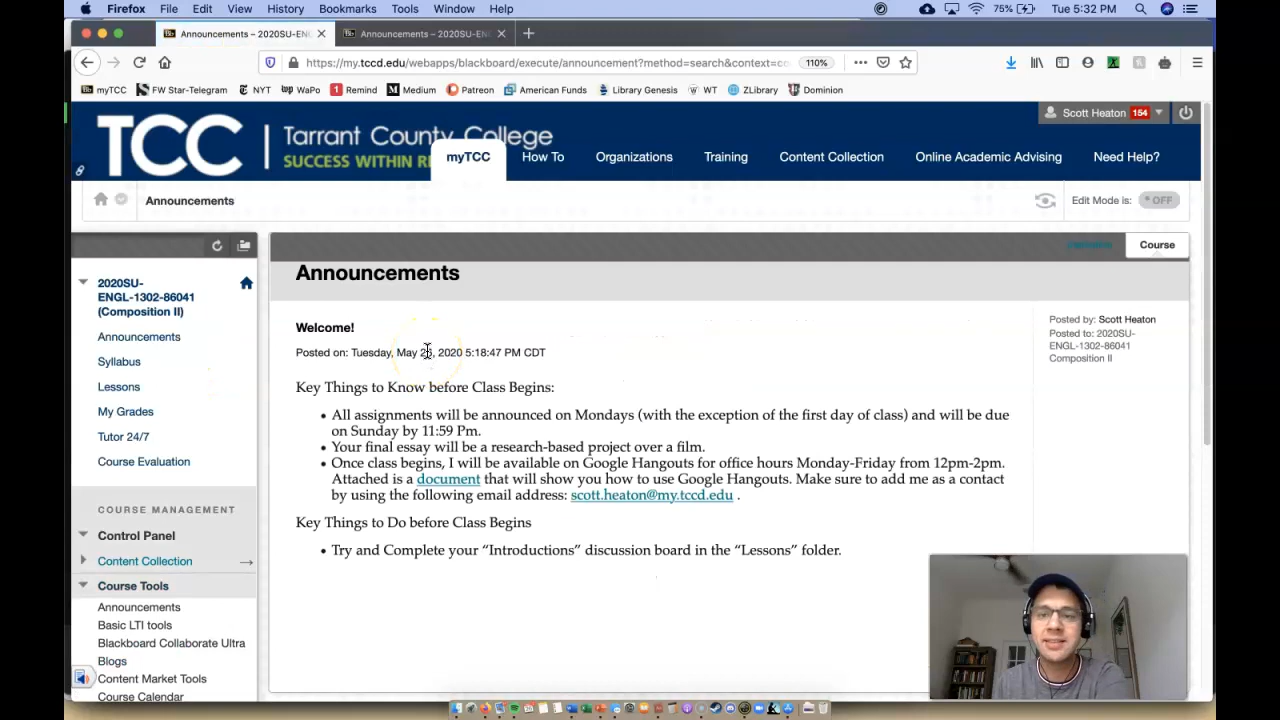 Firefox File Edit View History Bookmarks Tools Window Help 75% Tue 5:32 PM
Announcements – 2020SU-EN Announcements – 2020SU-EN
https://my.tccd.edu/webapps/blackboard/execute/announcement?method=search&context=co 110%
myTCC FW Star-Telegram NYT WaPo Remind Medium Patreon American Funds Library Genesis WT ZLibrary Dominion
Scott Heaton 154
TCC Tarrant County College
SUCCESS WITHIN
myTCC How To Organizations Training Content Collection Online Academic Advising Need Help?
Announcements Edit Mode is: OFF
Course
2020SU-
ENGL-1302-86041
(Composition II)
Announcements
Syllabus
Lessons
My Grades
Tutor 24/7
Course Evaluation
COURSE MANAGEMENT
Control Panel
Content Collection
Course Tools
Announcements
Basic LTI tools
Blackboard Collaborate Ultra
Blogs
Content Market Tools
Course Calendar
Announcements
Welcome!
Posted on: Tuesday, May 2020 5:18:47 PM CDT
Key Things to Know before Class Begins:
• All assignments will be announced on Mondays (with the exception of the first day of class) and will be due
on Sunday by 11:59 Pm.
• Your final essay will be a research-based project over a film.
• Once class begins, I will be available on Google Hangouts for office hours Monday-Friday from 12pm-2pm.
Attached is a document that will show you how to use Google Hangouts. Make sure to add me as a contact
by using the following email address: scott.heaton@my.tccd.edu .
Key Things to Do before Class Begins
• Try and Complete your “Introductions” discussion board in the “Lessons” folder.
Posted by: Scott Heaton
Posted to: 2020SU-
ENGL-1302-86041
Composition II